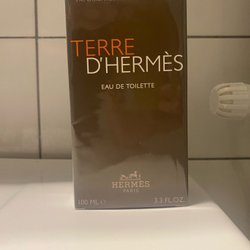 TERRE
D'HERMÈS
EAU DE TOILETTE
HERMÈS
PARIS
100 ML ℮ 3.3 FL.OZ.